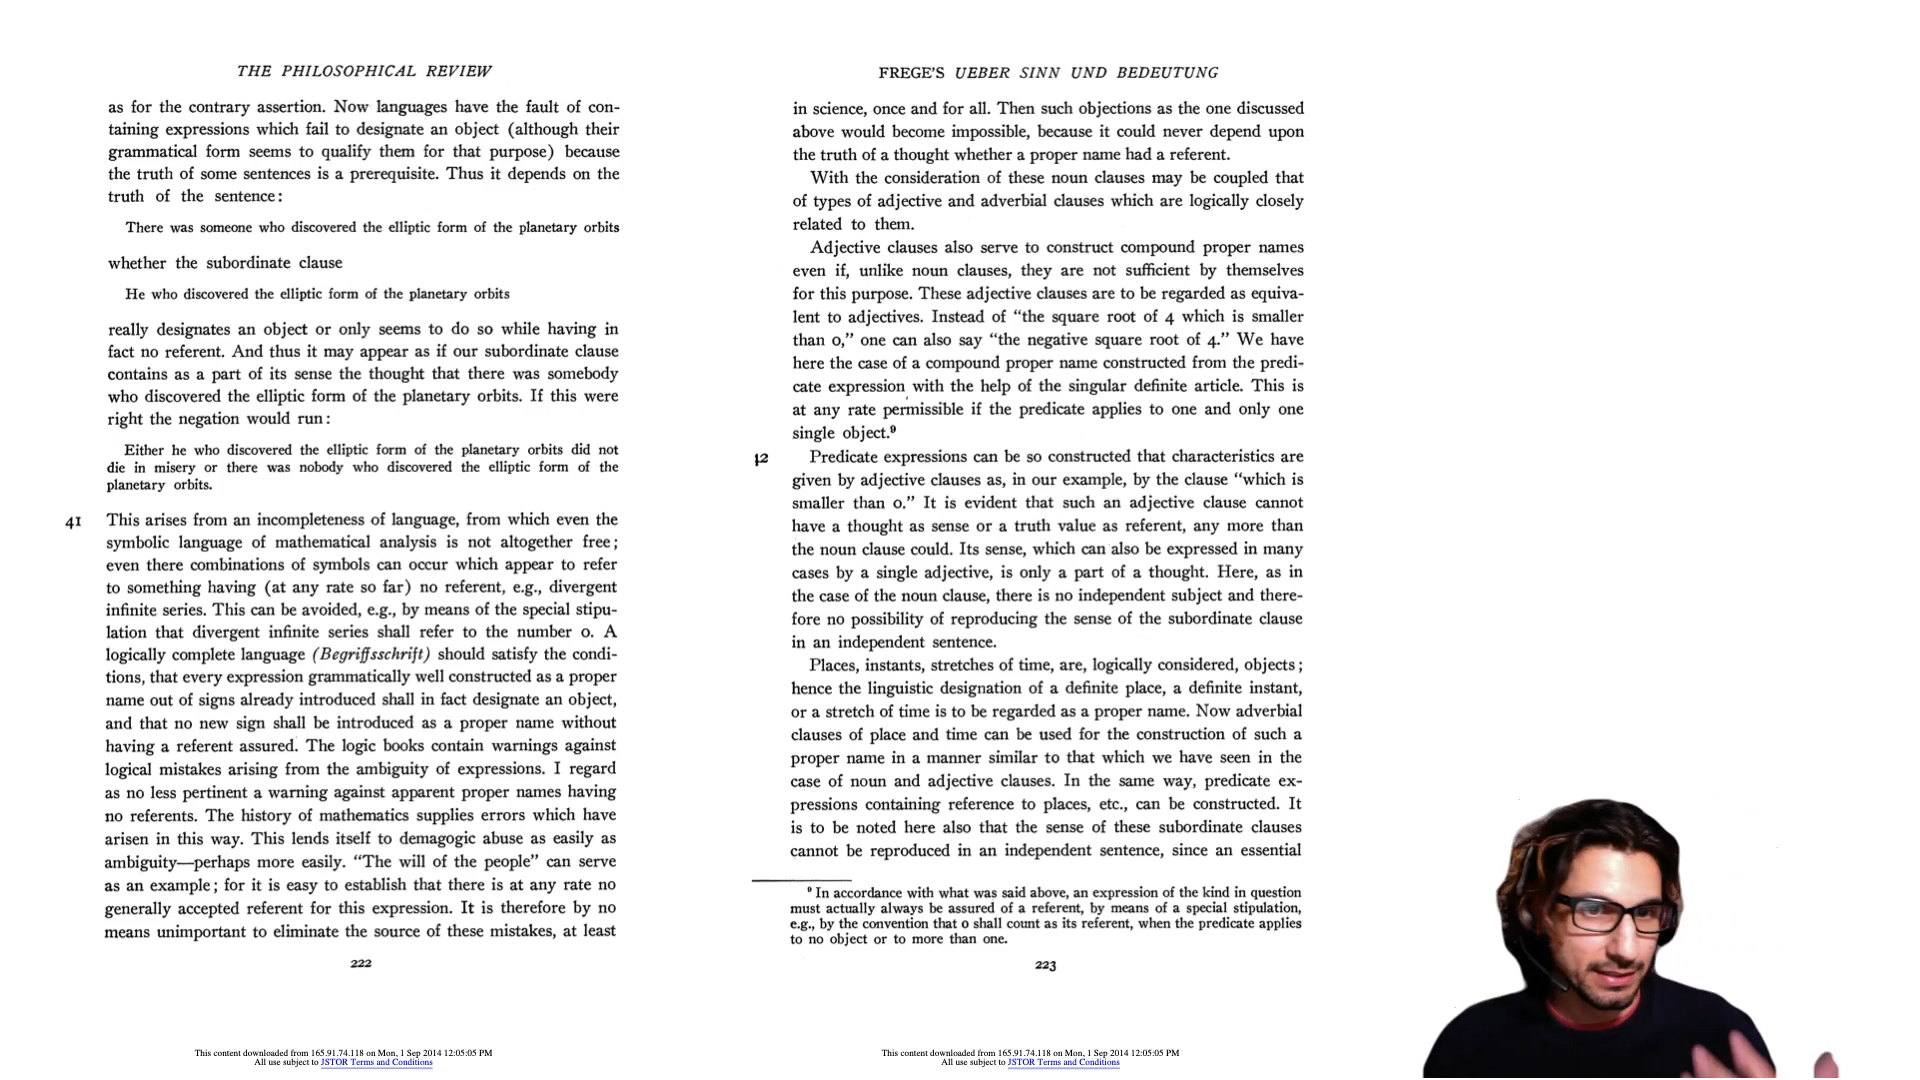 THE PHILOSOPHICAL REVIEW
as for the contrary assertion. Now languages have the fault of con-
taining expressions which fail to designate an object (although their
grammatical form seems to qualify them for that purpose) because
the truth of some sentences is a prerequisite. Thus it depends on the
truth of the sentence:
There was someone who discovered the elliptic form of the planetary orbits
whether the subordinate clause
He who discovered the elliptic form of the planetary orbits
really designates an object or only seems to do so while having in
fact no referent. And thus it may appear as if our subordinate clause
contains as a part of its sense the thought that there was somebody
who discovered the elliptic form of the planetary orbits. If this were
right the negation would run:
Either he who discovered the elliptic form of the planetary orbits did not
die in misery or there was nobody who discovered the elliptic form of the
planetary orbits.
41 This arises from an incompleteness of language, from which even the
symbolic language of mathematical analysis is not altogether free;
even there combinations of symbols can occur which appear to refer
to something having (at any rate so far) no referent, e.g., divergent
infinite series. This can be avoided, e.g., by means of the special stipu-
lation that divergent infinite series shall refer to the number 0. A
logically complete language (Begriffsschrift) should satisfy the condi-
tions, that every expression grammatically well constructed as a proper
name out of signs already introduced shall in fact designate an object,
and that no new sign shall be introduced as a proper name without
having a referent assured. The logic books contain warnings against
logical mistakes arising from the ambiguity of expressions. I regard
as no less pertinent a warning against apparent proper names having
no referents. The history of mathematics supplies errors which have
arisen in this way. This lends itself to demagogic abuse as easily as
ambiguity—perhaps more easily. “The will of the people” can serve
as an example; for it is easy to establish that there is at any rate no
generally accepted referent for this expression. It is therefore by no
means unimportant to eliminate the source of these mistakes, at least
222
This content downloaded from 165.91.74.118 on Mon, 1 Sep 2014 12:05:05 PM
All use subject to JSTOR Terms and Conditions
FREGE'S UEBER SINN UND BEDEUTUNG
in science, once and for all. Then such objections as the one discussed
above would become impossible, because it could never depend upon
the truth of a thought whether a proper name had a referent.
With the consideration of these noun clauses may be coupled that
of types of adjective and adverbial clauses which are logically closely
related to them.
Adjective clauses also serve to construct compound proper names
even if, unlike noun clauses, they are not sufficient by themselves
for this purpose. These adjective clauses are to be regarded as equiva-
lent to adjectives. Instead of “the square root of 4 which is smaller
than 0,” one can also say “the negative square root of 4.” We have
here the case of a compound proper name constructed from the predi-
cate expression with the help of the singular definite article. This is
at any rate permissible if the predicate applies to one and only one
single object.⁹
42 Predicate expressions can be so constructed that characteristics are
given by adjective clauses as, in our example, by the clause “which is
smaller than 0.” It is evident that such an adjective clause cannot
have a thought as sense or a truth value as referent, any more than
the noun clause could. Its sense, which can also be expressed in many
cases by a single adjective, is only a part of a thought. Here, as in
the case of the noun clause, there is no independent subject and there-
fore no possibility of reproducing the sense of the subordinate clause
in an independent sentence.
Places, instants, stretches of time, are, logically considered, objects;
hence the linguistic designation of a definite place, a definite instant,
or a stretch of time is to be regarded as a proper name. Now adverbial
clauses of place and time can be used for the construction of such a
proper name in a manner similar to that which we have seen in the
case of noun and adjective clauses. In the same way, predicate ex-
pressions containing reference to places, etc., can be constructed. It
is to be noted here also that the sense of these subordinate clauses
cannot be reproduced in an independent sentence, since an essential
⁹ In accordance with what was said above, an expression of the kind in question
must actually always be assured of a referent, by means of a special stipulation,
e.g., by the convention that 0 shall count as its referent, when the predicate applies
to no object or to more than one.
223
This content downloaded from 165.91.74.118 on Mon, 1 Sep 2014 12:05:05 PM
All use subject to JSTOR Terms and Conditions